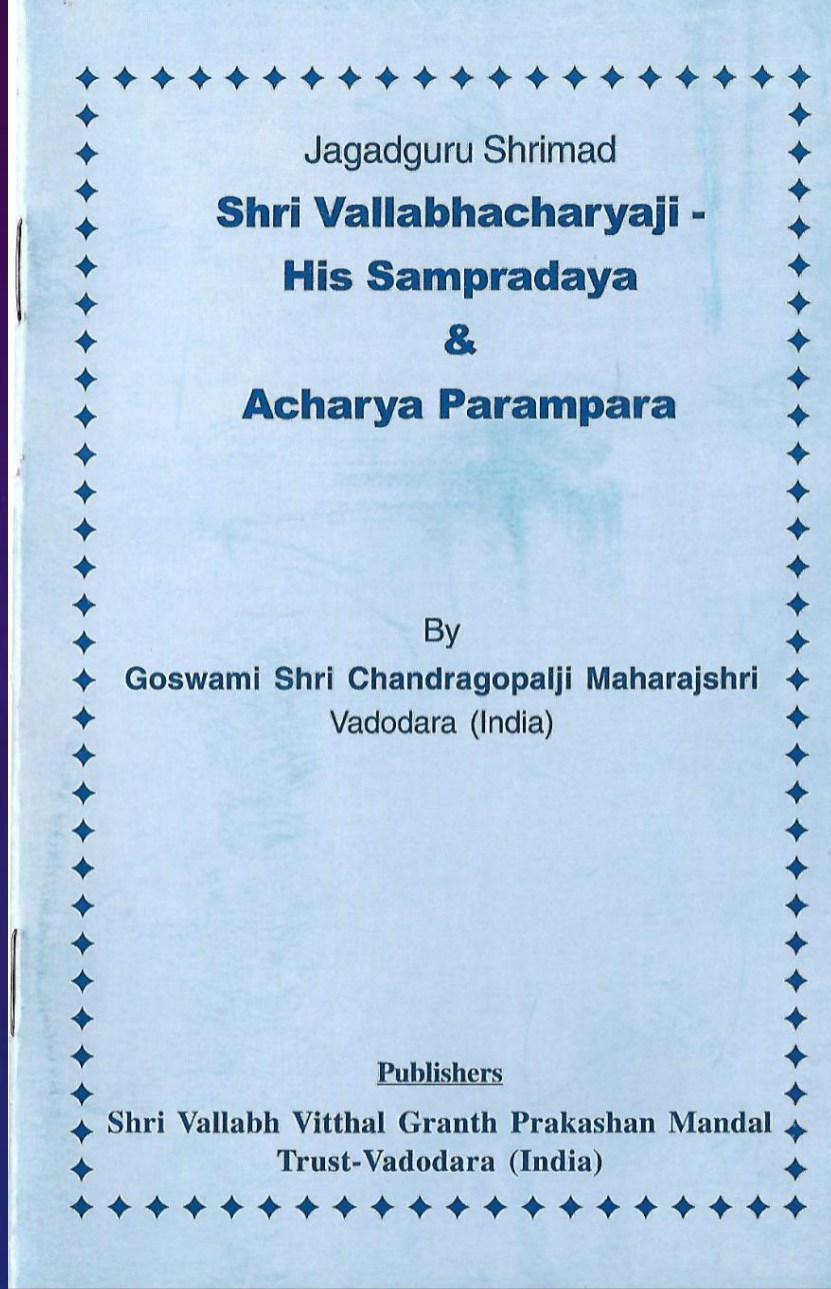 Jagadguru Shrimad
Shri Vallabhacharyaji -
His Sampradaya
&
Acharya Parampara
By
Goswami Shri Chandragopalji Maharajshri
Vadodara (India)
Publishers
Shri Vallabh Vitthal Granth Prakashan Mandal
Trust-Vadodara (India)